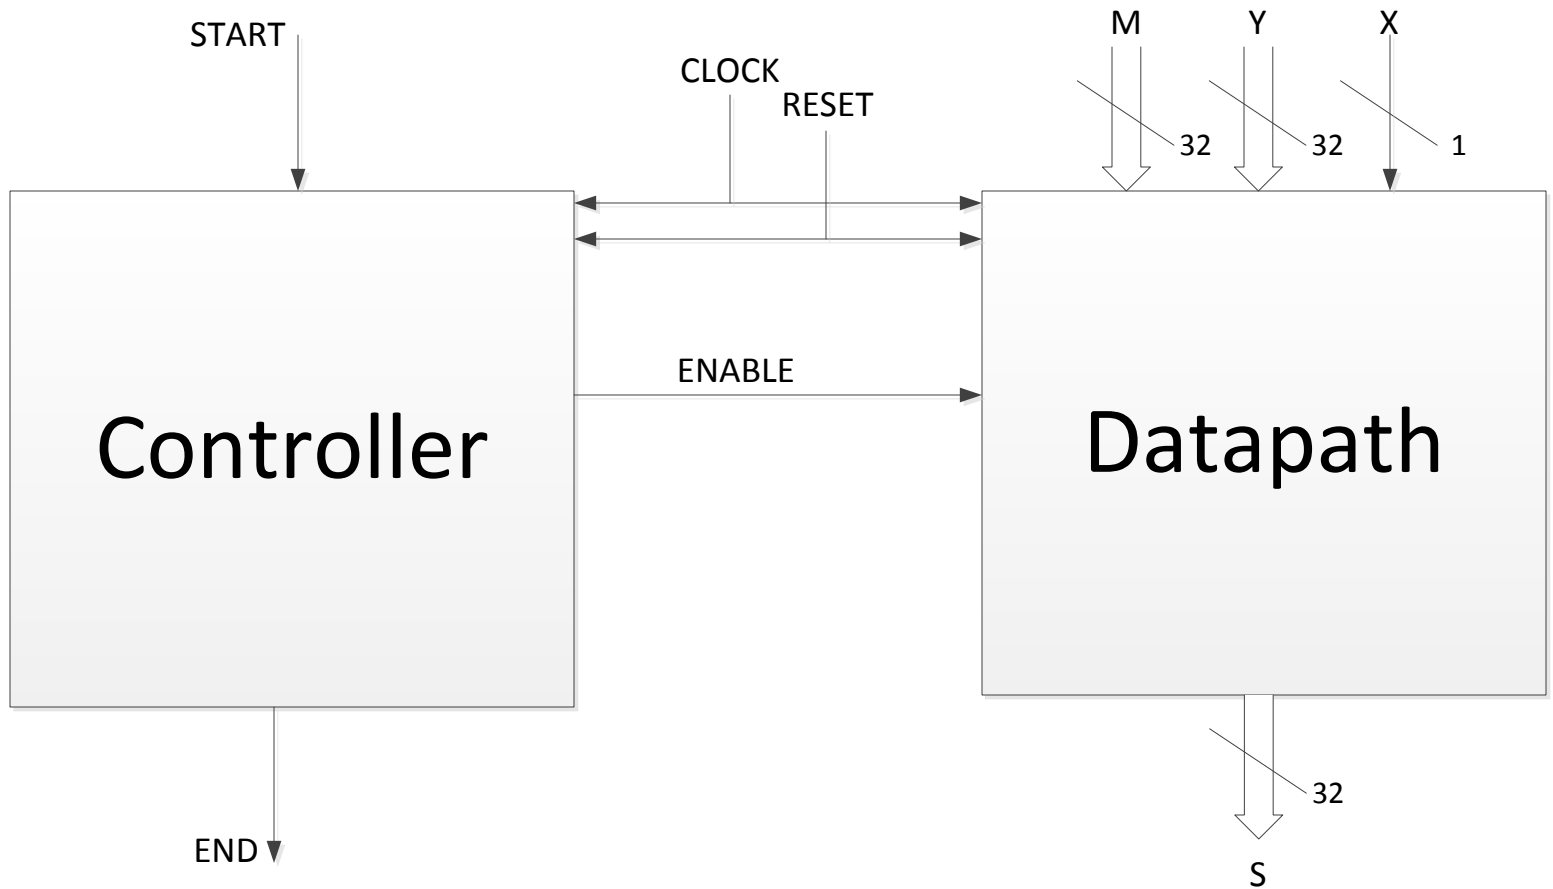 START
M
Y
X
CLOCK
RESET
32
32
1
ENABLE
Controller
Datapath
32
END
S